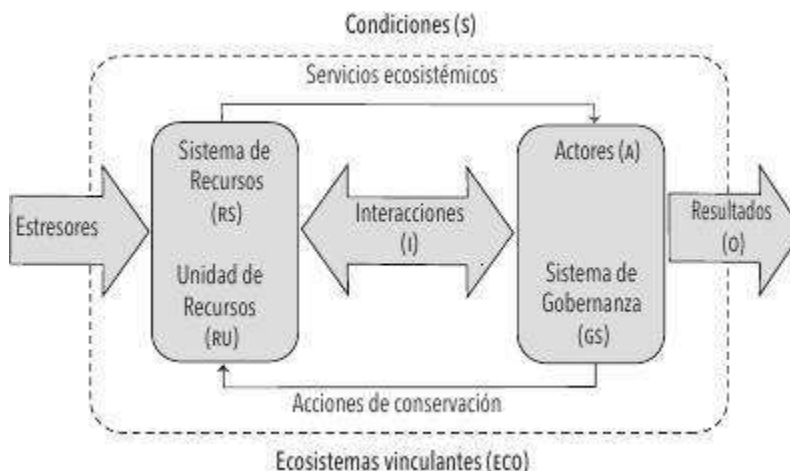 Condiciones (S)
Servicios ecosistémicos
Sistema de
Recursos
(RS)
Unidad de
Recursos
(RU)
Estresores
Interacciones
(I)
Actores (A)
Sistema de
Gobernanza
(GS)
Resultados
(O)
Acciones de conservación
Ecosistemas vinculantes (ECO)